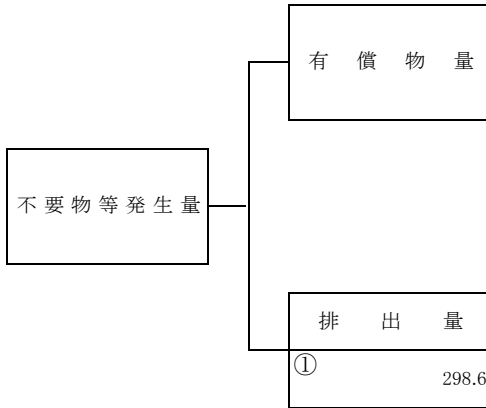 有償物量
不要物等発生量
排出量
①
298.6